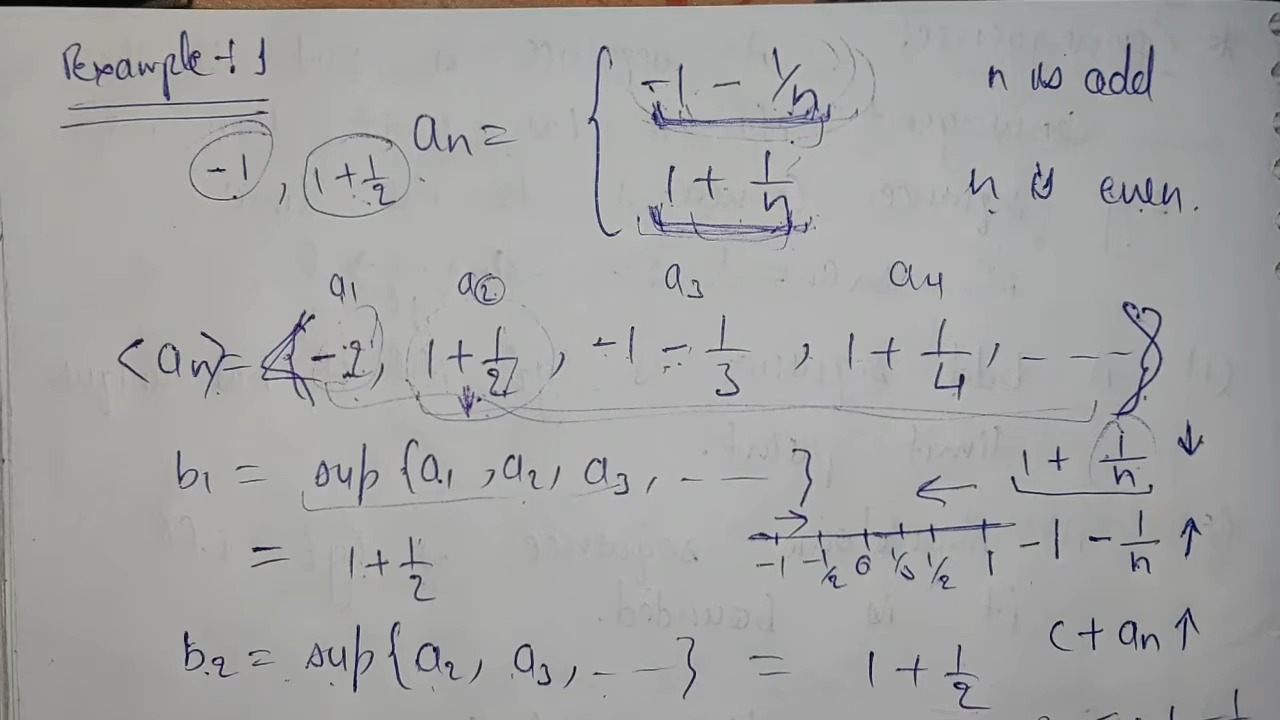 Example : 1
-1 , 1 + 1/2
an = { -1 - 1/n n is odd
1 + 1/n n is even.
a1 a2 a3 a4
<an> = < -2, 1 + 1/2, -1 - 1/3, 1 + 1/4, - - - >
b1 = sup {a1, a2, a3, - - }
1 + 1/n ↓
←
= 1 + 1/2
→
-1 -1/2 0 1/3 1/2 1
-1 - 1/n ↑
c + an ↑
b2 = sup{a2, a3, - - } = 1 + 1/2